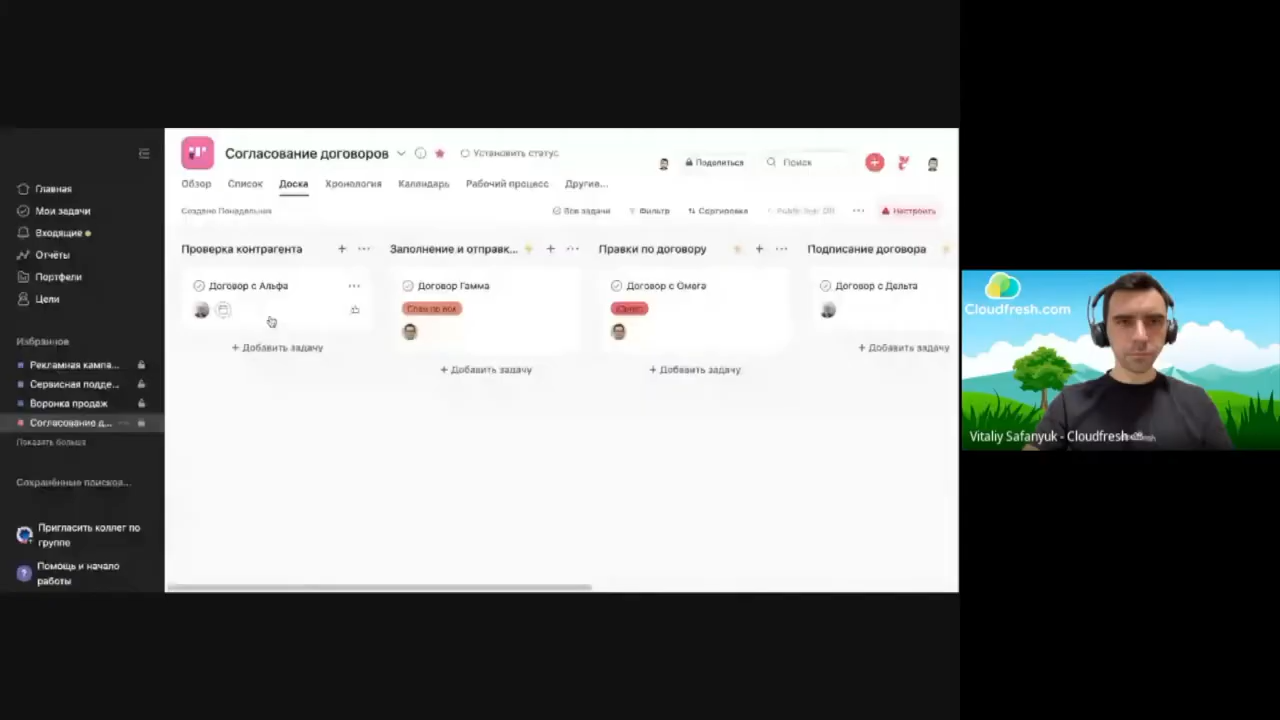 Согласование договоров
Установить статус
Поделиться
Поиск
Обзор
Список
Доска
Хронология
Календарь
Рабочий процесс
Другие...
Создано Понедельник
Все задачи
Фильтр
Сортировка
Настроить
Главная
Мои задачи
Входящие
Отчёты
Портфели
Цели
Избранное
Рекламная кампа...
Сервисная подде...
Воронка продаж
Согласование д...
Показать больше
Сохранённые поисков...
Пригласить коллег по
группе
Помощь и начало
работы
Проверка контрагента
Договор с Альфа
+ Добавить задачу
Заполнение и отправк...
Договор Гамма
+ Добавить задачу
Правки по договору
Договор с Омега
+ Добавить задачу
Подписание договора
Договор с Дельта
+ Добавить задачу
Cloudfresh.com
Vitaliy Safanyuk - Cloudfresh